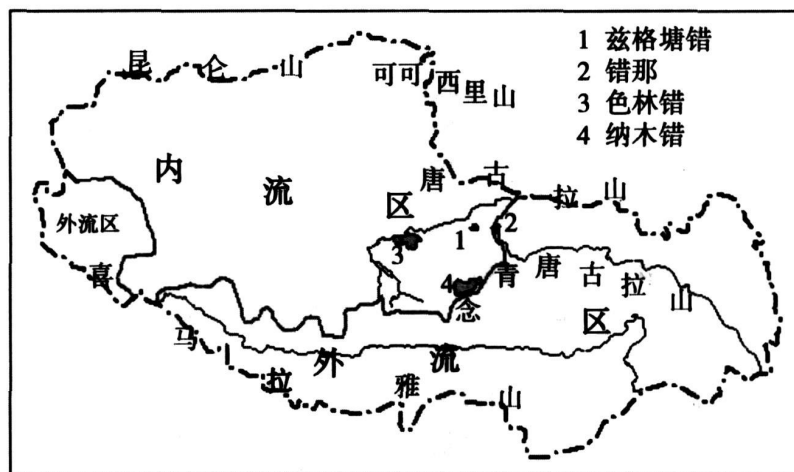 1 兹格塘错
2 错那
3 色林错
4 纳木错
昆仑山
可可西里山
内流区
唐古拉山
外流区
1
2
3
4
念青唐古拉山
外流区
喜马拉雅山